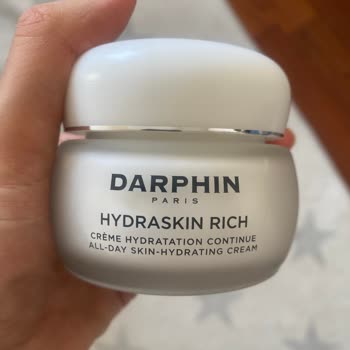 DARPHIN
PARIS
HYDRASKIN RICH
CRÈME HYDRATATION CONTINUE
ALL-DAY SKIN-HYDRATING CREAM